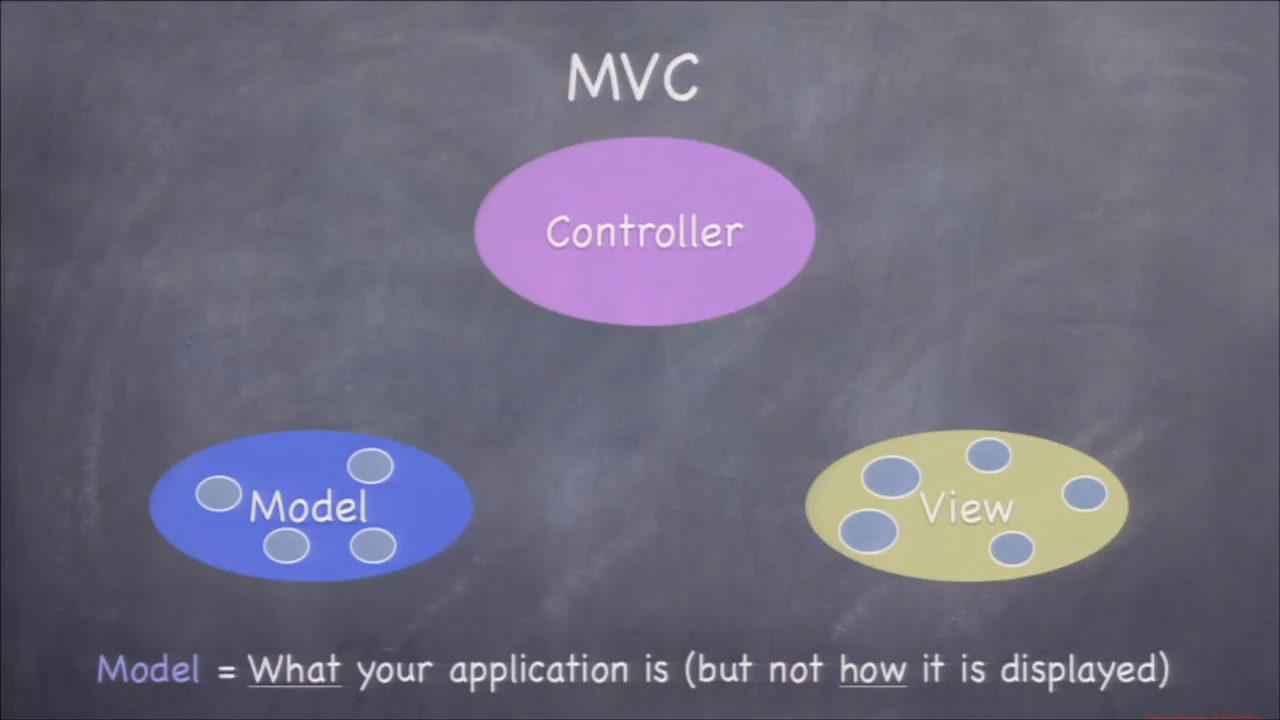 MVC
Controller
Model
View
Model = What your application is (but not how it is displayed)